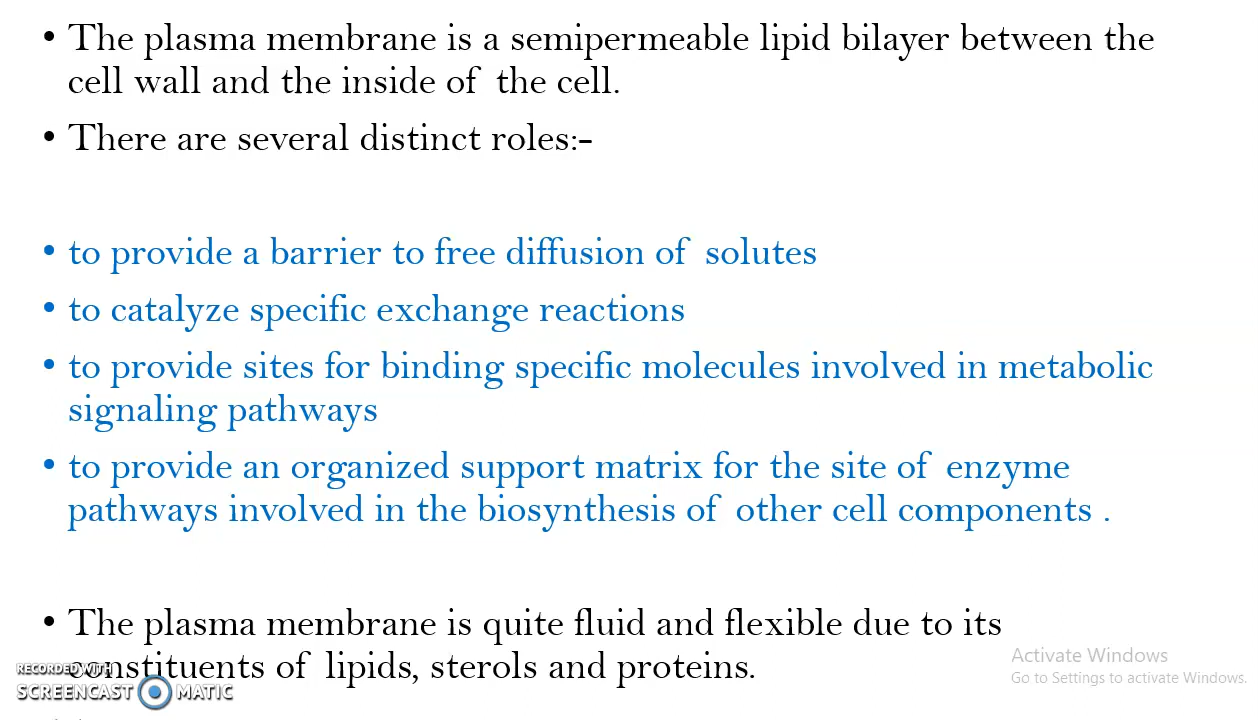 • The plasma membrane is a semipermeable lipid bilayer between the
cell wall and the inside of the cell.
• There are several distinct roles:-
• to provide a barrier to free diffusion of solutes
• to catalyze specific exchange reactions
• to provide sites for binding specific molecules involved in metabolic
signaling pathways
• to provide an organized support matrix for the site of enzyme
pathways involved in the biosynthesis of other cell components .
• The plasma membrane is quite fluid and flexible due to its
constituents of lipids, sterols and proteins.
Activate Windows
Go to Settings to activate Windows.
RECORDED WITH
SCREENCAST MATIC